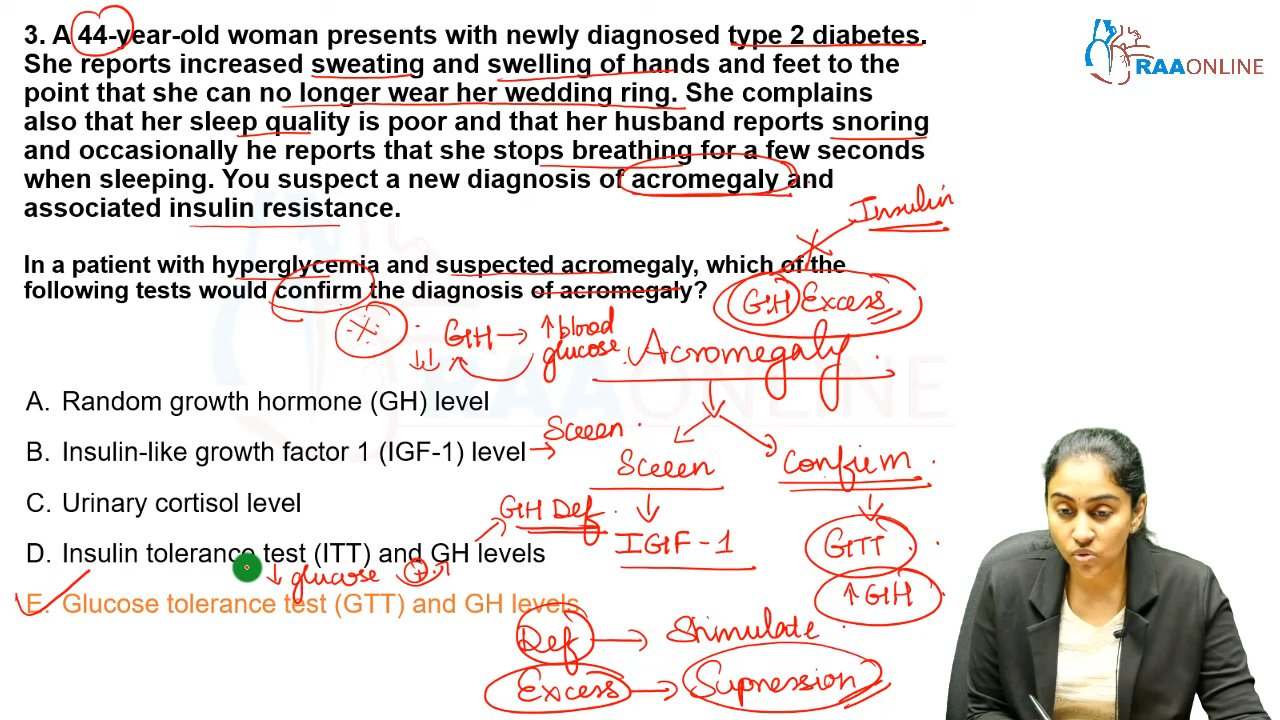 3. A 44-year-old woman presents with newly diagnosed type 2 diabetes.
She reports increased sweating and swelling of hands and feet to the
point that she can no longer wear her wedding ring. She complains
also that her sleep quality is poor and that her husband reports snoring
and occasionally he reports that she stops breathing for a few seconds
when sleeping. You suspect a new diagnosis of acromegaly and
associated insulin resistance.
RAAONLINE
Insulin
In a patient with hyperglycemia and suspected acromegaly, which of the
following tests would confirm the diagnosis of acromegaly?
GH Excess
GH → ↑ blood
glucose
↓↓
Acromegaly
A. Random growth hormone (GH) level
Screen
B. Insulin-like growth factor 1 (IGF-1) level →
Screen
Confirm
C. Urinary cortisol level
GH Def
IGF-1
GTT
D. Insulin tolerance test (ITT) and GH levels
↓ glucose +
↑ GH
E. Glucose tolerance test (GTT) and GH levels
Def → Stimulate
Excess → Supression
RAAONLINE